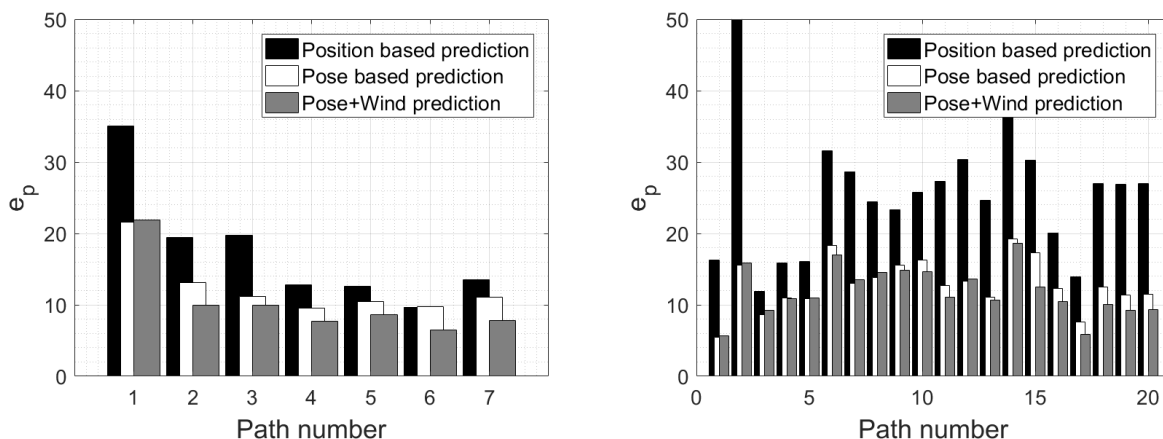 50
40
30
20
10
0
e_p
Position based prediction
Pose based prediction
Pose+Wind prediction
1 2 3 4 5 6 7
Path number
50
40
30
20
10
0
e_p
Position based prediction
Pose based prediction
Pose+Wind prediction
0 5 10 15 20
Path number